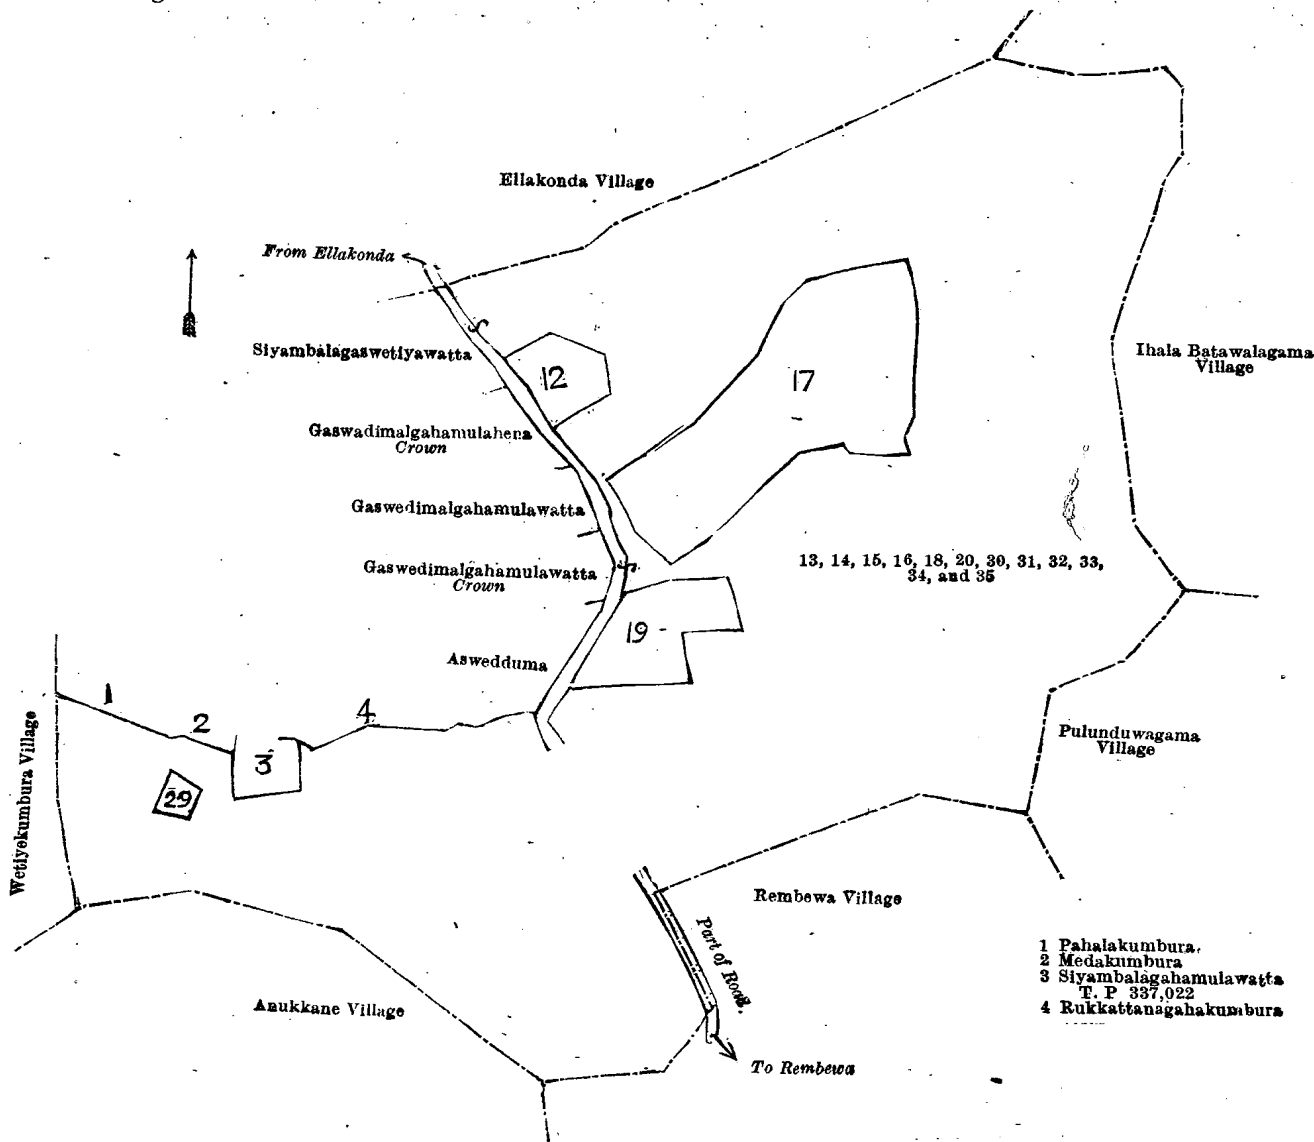 Ellakonda Village
From Ellakonda
Siyambalagaswetiyawatta
12
17
Ihala Batawalagama
Village
Gaswadimalgahamulahena
Crown
Gaswedimalgahamulawatta
13, 14, 15, 16, 18, 20, 30, 31, 32, 33,
34, and 35
Gaswedimalgahamulawatta
Crown
19
Aswedduma
1
2
4
3
29
Wetiyekumbura Village
Pulunduwagama
Village
Rembewa Village
Part of Road.
Anukkane Village
To Rembewa
1 Pahalakumbura.
2 Medakumbura
3 Siyambalagahamulawatta
T. P 337,022
4 Rukkattanagahakumbura